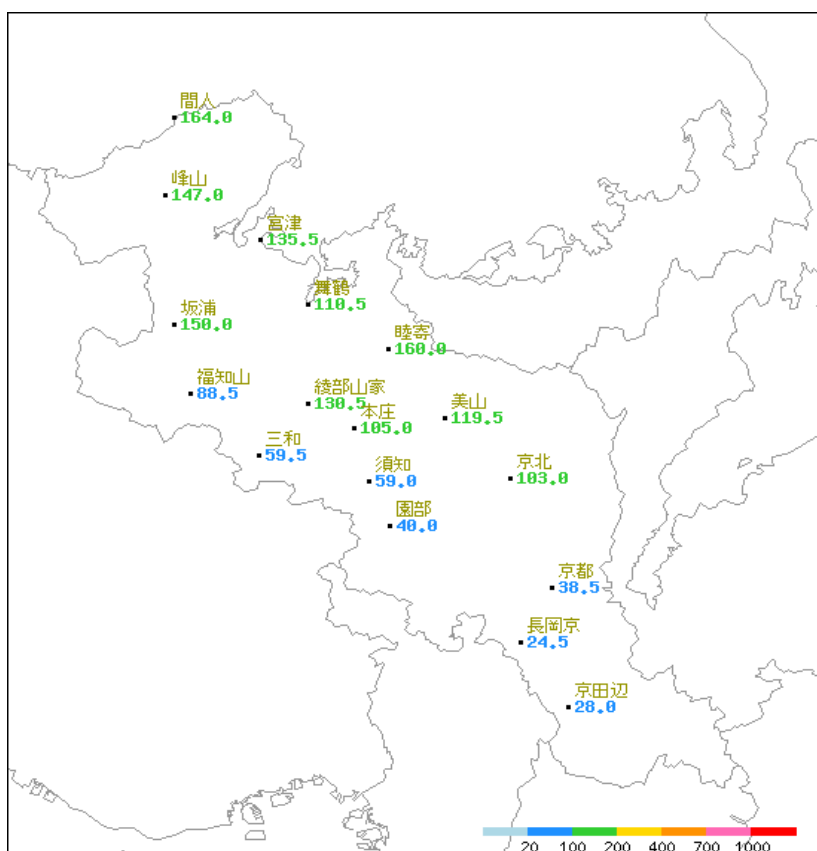 間人
164.0
峰山
147.0
宮津
135.5
舞鶴
110.5
坂浦
150.0
睦寄
160.0
福知山
88.5
綾部山家
130.5
美山
119.5
本庄
105.0
三和
59.5
須知
59.0
京北
103.0
園部
40.0
京都
38.5
長岡京
24.5
京田辺
28.0
20 100 200 400 700 1000